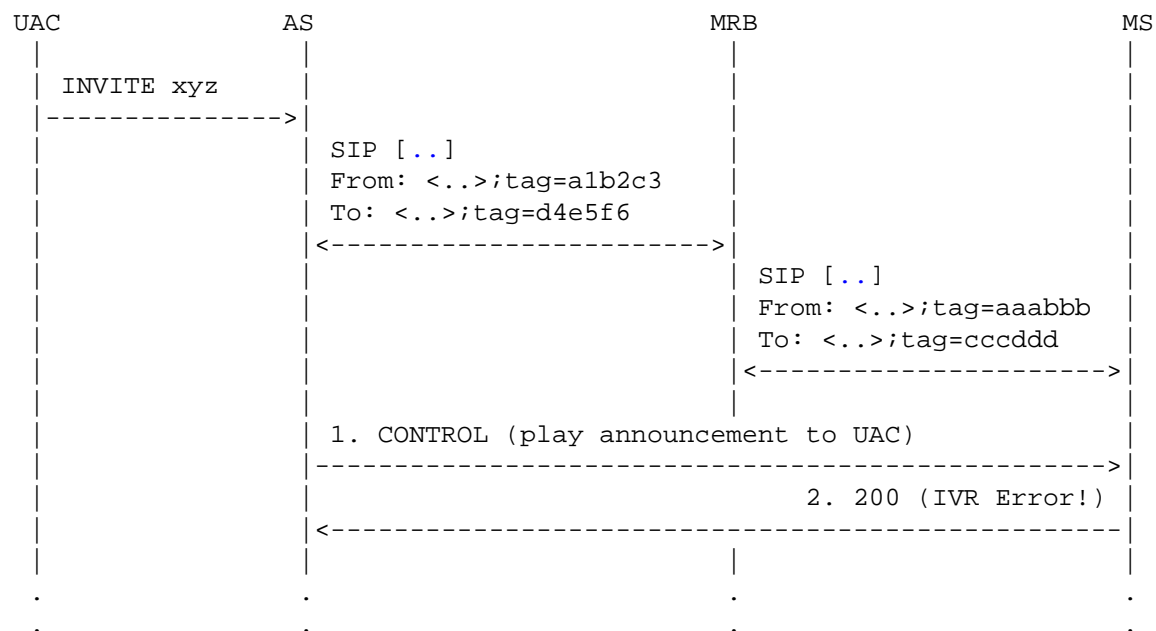 UAC AS MRB MS
INVITE xyz
SIP [..]
From: <..>;tag=a1b2c3
To: <..>;tag=d4e5f6
SIP [..]
From: <..>;tag=aaabbb
To: <..>;tag=cccddd
1. CONTROL (play announcement to UAC)
2. 200 (IVR Error!)